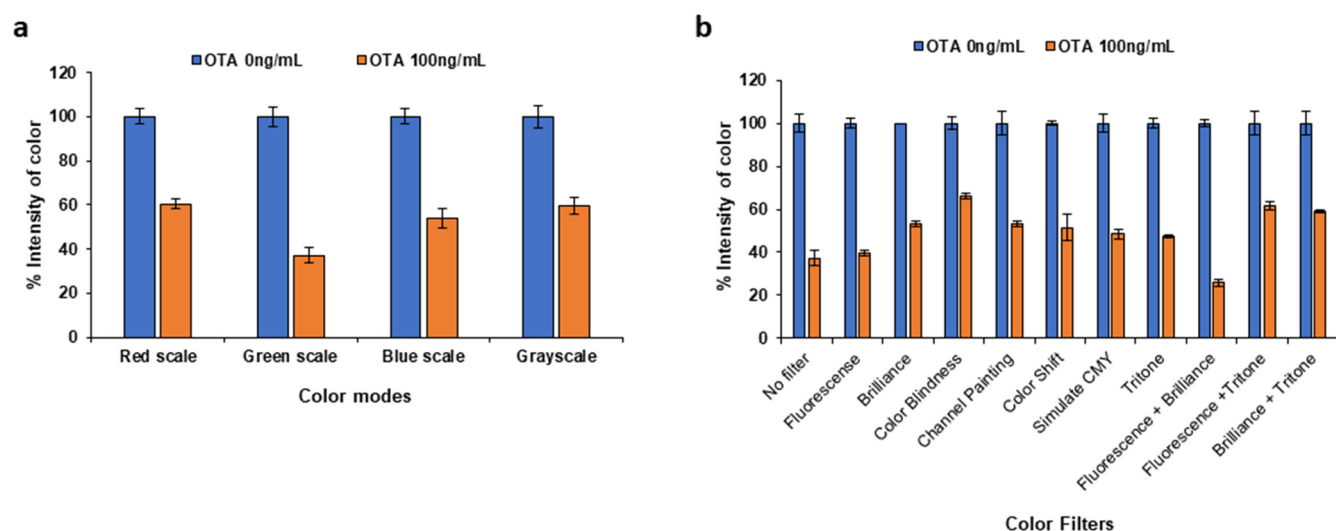 a
OTA 0ng/mL OTA 100ng/mL
120
100
80
60
40
20
0
% Intensity of color
Red scale Green scale Blue scale Grayscale
Color modes
b
OTA 0ng/mL OTA 100ng/mL
120
100
80
60
40
20
0
% Intensity of color
No filter
Fluorescense
Brilliance
Color Blindness
Channel Painting
Color Shift
Simulate CMY
Tritone
Fluorescence + Brilliance
Fluorescence +Tritone
Brilliance + Tritone
Color Filters